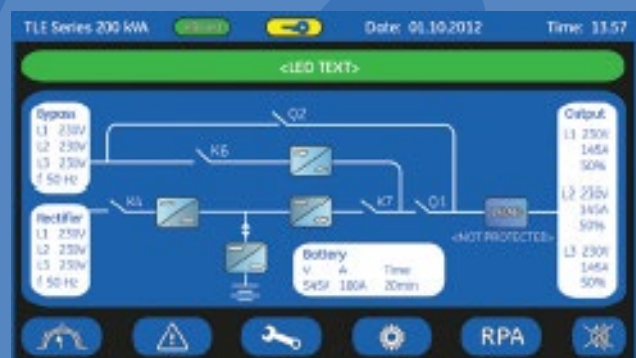 TLE Series 200 kVA
Date: 01.10.2012
Time: 13.57
<LED TEXT>
Bypass
L1 230V
L2 230V
L3 230V
f 50 Hz
Q2
K6
Rectifier
L1 230V
L2 230V
L3 230V
f 50 Hz
K4
K7
Q1
<NOT PROTECTED>
Battery
V A Time
545V 100A 20min
Output
L1 230V
145A
50%
L2 230V
145A
50%
L3 230V
145A
50%
RPA